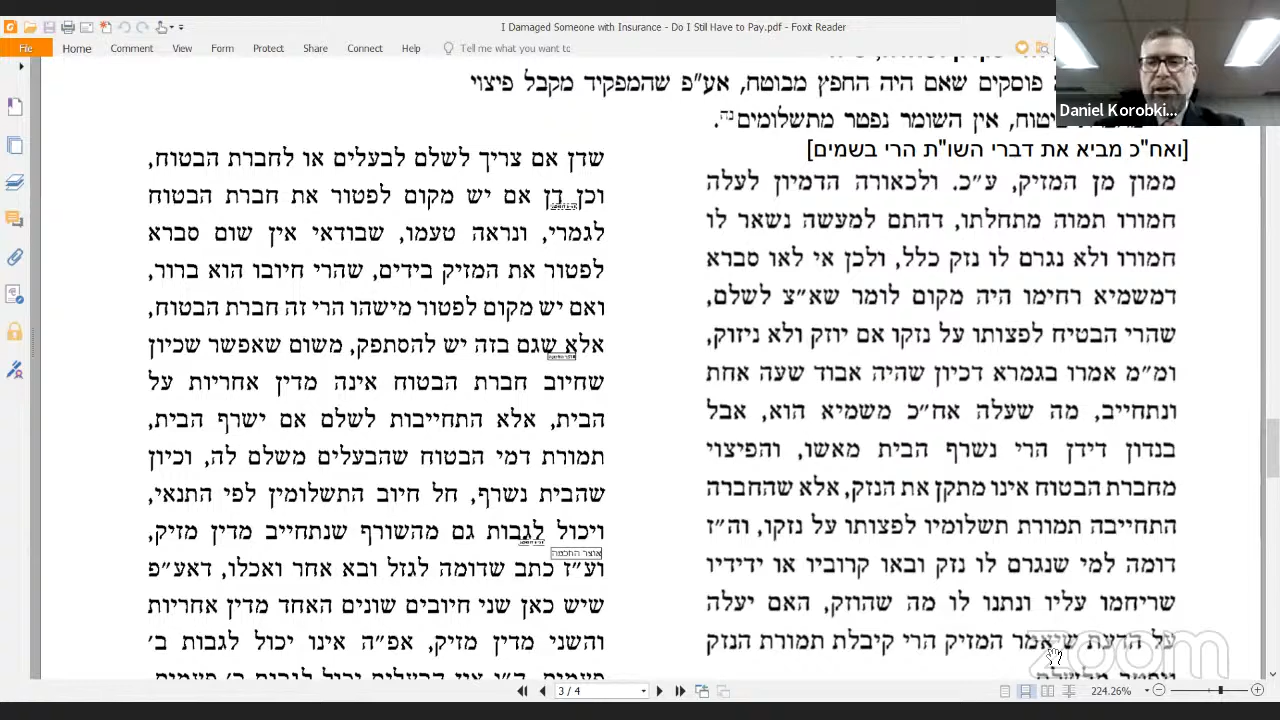 I Damaged Someone with Insurance - Do I Still Have to Pay.pdf - Foxit Reader
File Home Comment View Form Protect Share Connect Help Tell me what you want to
Daniel Korobki...
פוסקים שאם היה החפץ מבוטח, אע"פ שהמפקיד מקבל פיצוי
אין השומר נפטר מתשלומים נה.
[ואח"כ מביא את דברי השו"ת הרי בשמים]
ממון מן המזיק, ע"כ. ולכאורה הדמיון לעלה
חמורו תמוה מתחלתו, דהתם למעשה נשאר לו
חמורו ולא נגרם לו נזק כלל, ולכן אי לאו סברא
דמשמיא רחימו היה מקום לומר שא"צ לשלם,
שהרי הבטיח לפצותו על נזקו אם יוזק ולא ניזוק,
ומ"מ אמרו בגמרא דכיון שהיה אבוד שעה אחת
ונתחייב, מה שעלה אח"כ משמיא הוא, אבל
בנדון דידן הרי נשרף הבית מאשו, והפיצוי
מחברת הבטוח אינו מתקן את הנזק, אלא שהחברה
התחייבה תמורת תשלומיו לפצותו על נזקו, וה"ז
דומה למי שנגרם לו נזק ובאו קרוביו או ידידיו
שריחמו עליו ונתנו לו מה שהוזק, האם יעלה
על הדעת שיאמר המזיק הרי קיבלת תמורת הנזק
שדן אם צריך לשלם לבעלים או לחברת הבטוח,
וכן דן אם יש מקום לפטור את חברת הבטוח
לגמרי, ונראה טעמו, שבודאי אין שום סברא
לפטור את המזיק בידים, שהרי חיובו הוא ברור,
ואם יש מקום לפטור מישהו הרי זה חברת הבטוח,
אלא שגם בזה יש להסתפק, משום שאפשר שכיון
שחיוב חברת הבטוח אינה מדין אחריות על
הבית, אלא התחייבות לשלם אם ישרף הבית,
תמורת דמי הבטוח שהבעלים משלם לה, וכיון
שהבית נשרף, חל חיוב התשלומין לפי התנאי,
ויכול לגבות גם מהשורף שנתחייב מדין מזיק,
אוצר החכמה
וע"ז כתב שדומה לגזל ובא אחר ואכלו, דאע"פ
שיש כאן שני חיובים שונים האחד מדין אחריות
והשני מדין מזיק, אפ"ה אינו יכול לגבות ב'
zoom
3 / 4
224.26%